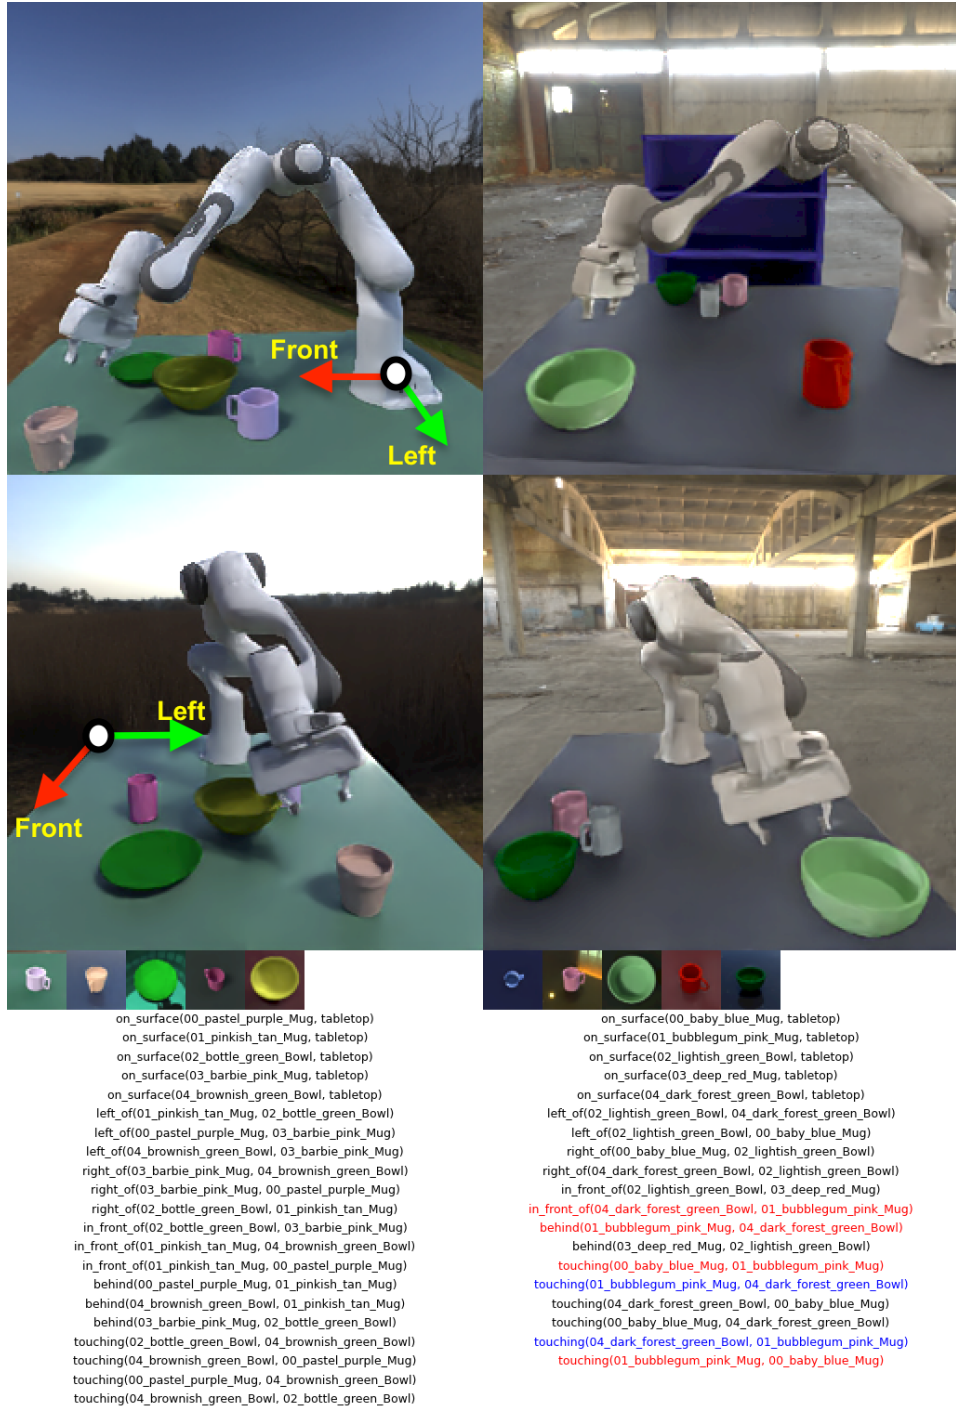 Front
Left
Left
Front
on_surface(00_pastel_purple_Mug, tabletop)
on_surface(01_pinkish_tan_Mug, tabletop)
on_surface(02_bottle_green_Bowl, tabletop)
on_surface(03_barbie_pink_Mug, tabletop)
on_surface(04_brownish_green_Bowl, tabletop)
left_of(01_pinkish_tan_Mug, 02_bottle_green_Bowl)
left_of(00_pastel_purple_Mug, 03_barbie_pink_Mug)
left_of(04_brownish_green_Bowl, 03_barbie_pink_Mug)
right_of(03_barbie_pink_Mug, 04_brownish_green_Bowl)
right_of(03_barbie_pink_Mug, 00_pastel_purple_Mug)
right_of(02_bottle_green_Bowl, 01_pinkish_tan_Mug)
in_front_of(02_bottle_green_Bowl, 03_barbie_pink_Mug)
in_front_of(01_pinkish_tan_Mug, 04_brownish_green_Bowl)
in_front_of(01_pinkish_tan_Mug, 00_pastel_purple_Mug)
behind(00_pastel_purple_Mug, 01_pinkish_tan_Mug)
behind(04_brownish_green_Bowl, 01_pinkish_tan_Mug)
behind(03_barbie_pink_Mug, 02_bottle_green_Bowl)
touching(02_bottle_green_Bowl, 04_brownish_green_Bowl)
touching(04_brownish_green_Bowl, 00_pastel_purple_Mug)
touching(00_pastel_purple_Mug, 04_brownish_green_Bowl)
touching(04_brownish_green_Bowl, 02_bottle_green_Bowl)
on_surface(00_baby_blue_Mug, tabletop)
on_surface(01_bubblegum_pink_Mug, tabletop)
on_surface(02_lightish_green_Bowl, tabletop)
on_surface(03_deep_red_Mug, tabletop)
on_surface(04_dark_forest_green_Bowl, tabletop)
left_of(02_lightish_green_Bowl, 04_dark_forest_green_Bowl)
left_of(02_lightish_green_Bowl, 00_baby_blue_Mug)
right_of(00_baby_blue_Mug, 02_lightish_green_Bowl)
right_of(04_dark_forest_green_Bowl, 02_lightish_green_Bowl)
in_front_of(02_lightish_green_Bowl, 03_deep_red_Mug)
in_front_of(04_dark_forest_green_Bowl, 01_bubblegum_pink_Mug)
behind(01_bubblegum_pink_Mug, 04_dark_forest_green_Bowl)
behind(03_deep_red_Mug, 02_lightish_green_Bowl)
touching(00_baby_blue_Mug, 01_bubblegum_pink_Mug)
touching(01_bubblegum_pink_Mug, 04_dark_forest_green_Bowl)
touching(04_dark_forest_green_Bowl, 00_baby_blue_Mug)
touching(00_baby_blue_Mug, 04_dark_forest_green_Bowl)
touching(04_dark_forest_green_Bowl, 01_bubblegum_pink_Mug)
touching(01_bubblegum_pink_Mug, 00_baby_blue_Mug)